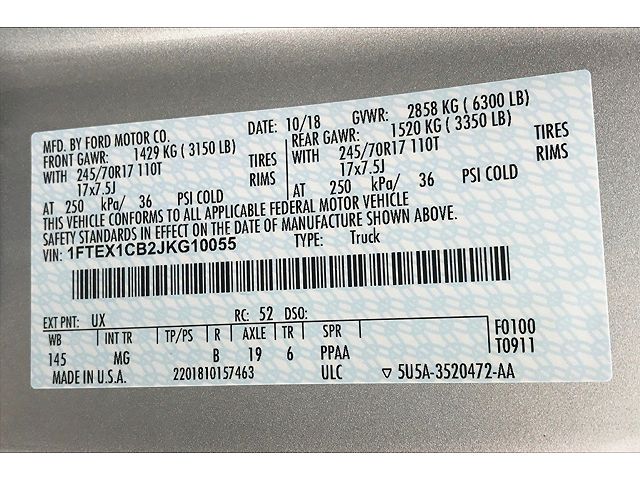 MFD. BY FORD MOTOR CO. DATE: 10/18 GVWR: 2858 KG ( 6300 LB)
FRONT GAWR: 1429 KG ( 3150 LB) REAR GAWR: 1520 KG ( 3350 LB)
WITH 245/70R17 110T TIRES WITH 245/70R17 110T TIRES
17x7.5J RIMS 17x7.5J RIMS
AT 250 kPa/ 36 PSI COLD AT 250 kPa/ 36 PSI COLD
THIS VEHICLE CONFORMS TO ALL APPLICABLE FEDERAL MOTOR VEHICLE
SAFETY STANDARDS IN EFFECT ON THE DATE OF MANUFACTURE SHOWN ABOVE.
VIN: 1FTEX1CB2JKG10055 TYPE: Truck
EXT PNT: UX RC: 52 DSO:
WB INT TR TP/PS R AXLE TR SPR F0100
145 MG B 19 6 PPAA T0911
MADE IN U.S.A. 2201810157463 ULC ▽ 5U5A-3520472-AA